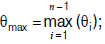 θmax = n-1 max i=1 (θi);